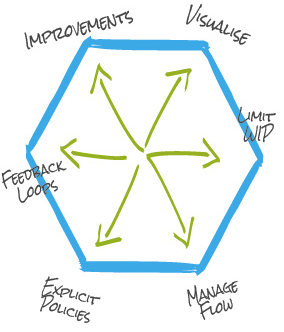 Improvements
Visualise
Limit
WIP
Feedback
Loops
Manage
Flow
Explicit
Policies